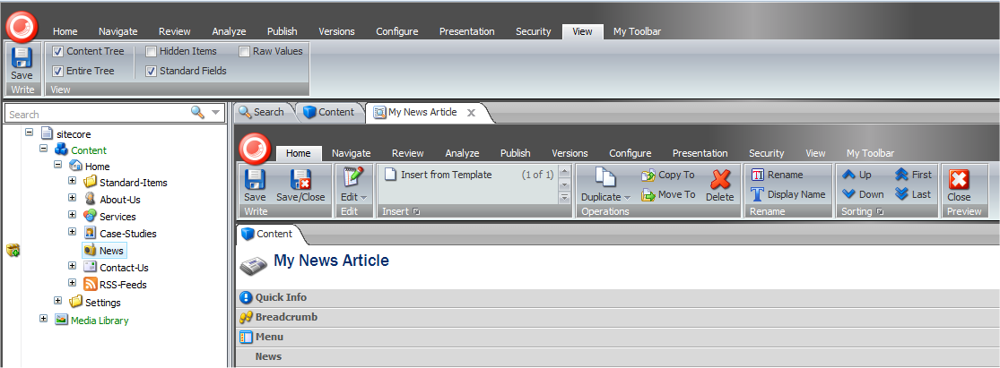 Home Navigate Review Analyze Publish Versions Configure Presentation Security View My Toolbar
Content Tree Hidden Items Raw Values
Save Entire Tree Standard Fields
Write View
Search
Search Content My News Article
sitecore
Content
Home
Standard-Items
About-Us
Services
Case-Studies
News
Contact-Us
RSS-Feeds
Settings
Media Library
Home Navigate Review Analyze Publish Versions Configure Presentation Security View My Toolbar
Insert from Template (1 of 1) Copy To Rename Up First
Save Save/Close Edit Duplicate Move To Delete Display Name Down Last Close
Write Edit Insert Operations Rename Sorting Preview
Content
My News Article
Quick Info
Breadcrumb
Menu
News